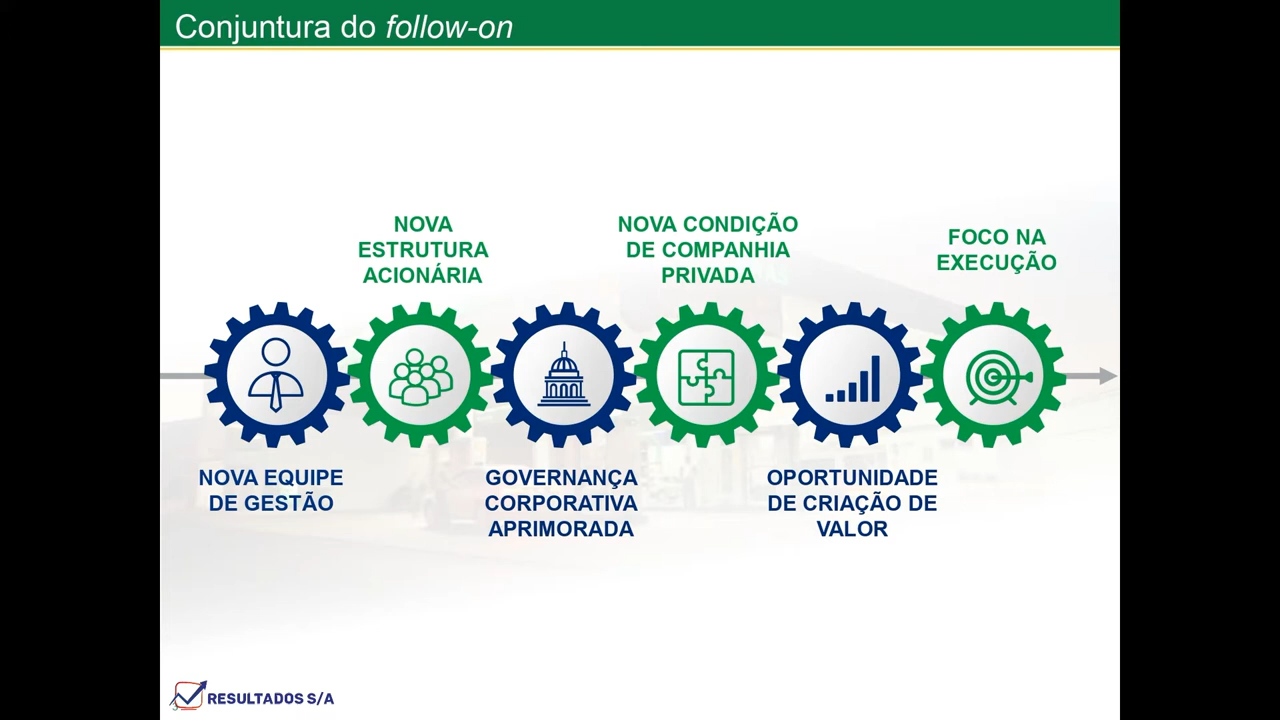 Conjuntura do follow-on
NOVA
ESTRUTURA
ACIONÁRIA
NOVA CONDIÇÃO
DE COMPANHIA
PRIVADA
FOCO NA
EXECUÇÃO
NOVA EQUIPE
DE GESTÃO
GOVERNANÇA
CORPORATIVA
APRIMORADA
OPORTUNIDADE
DE CRIAÇÃO DE
VALOR
RESULTADOS S/A